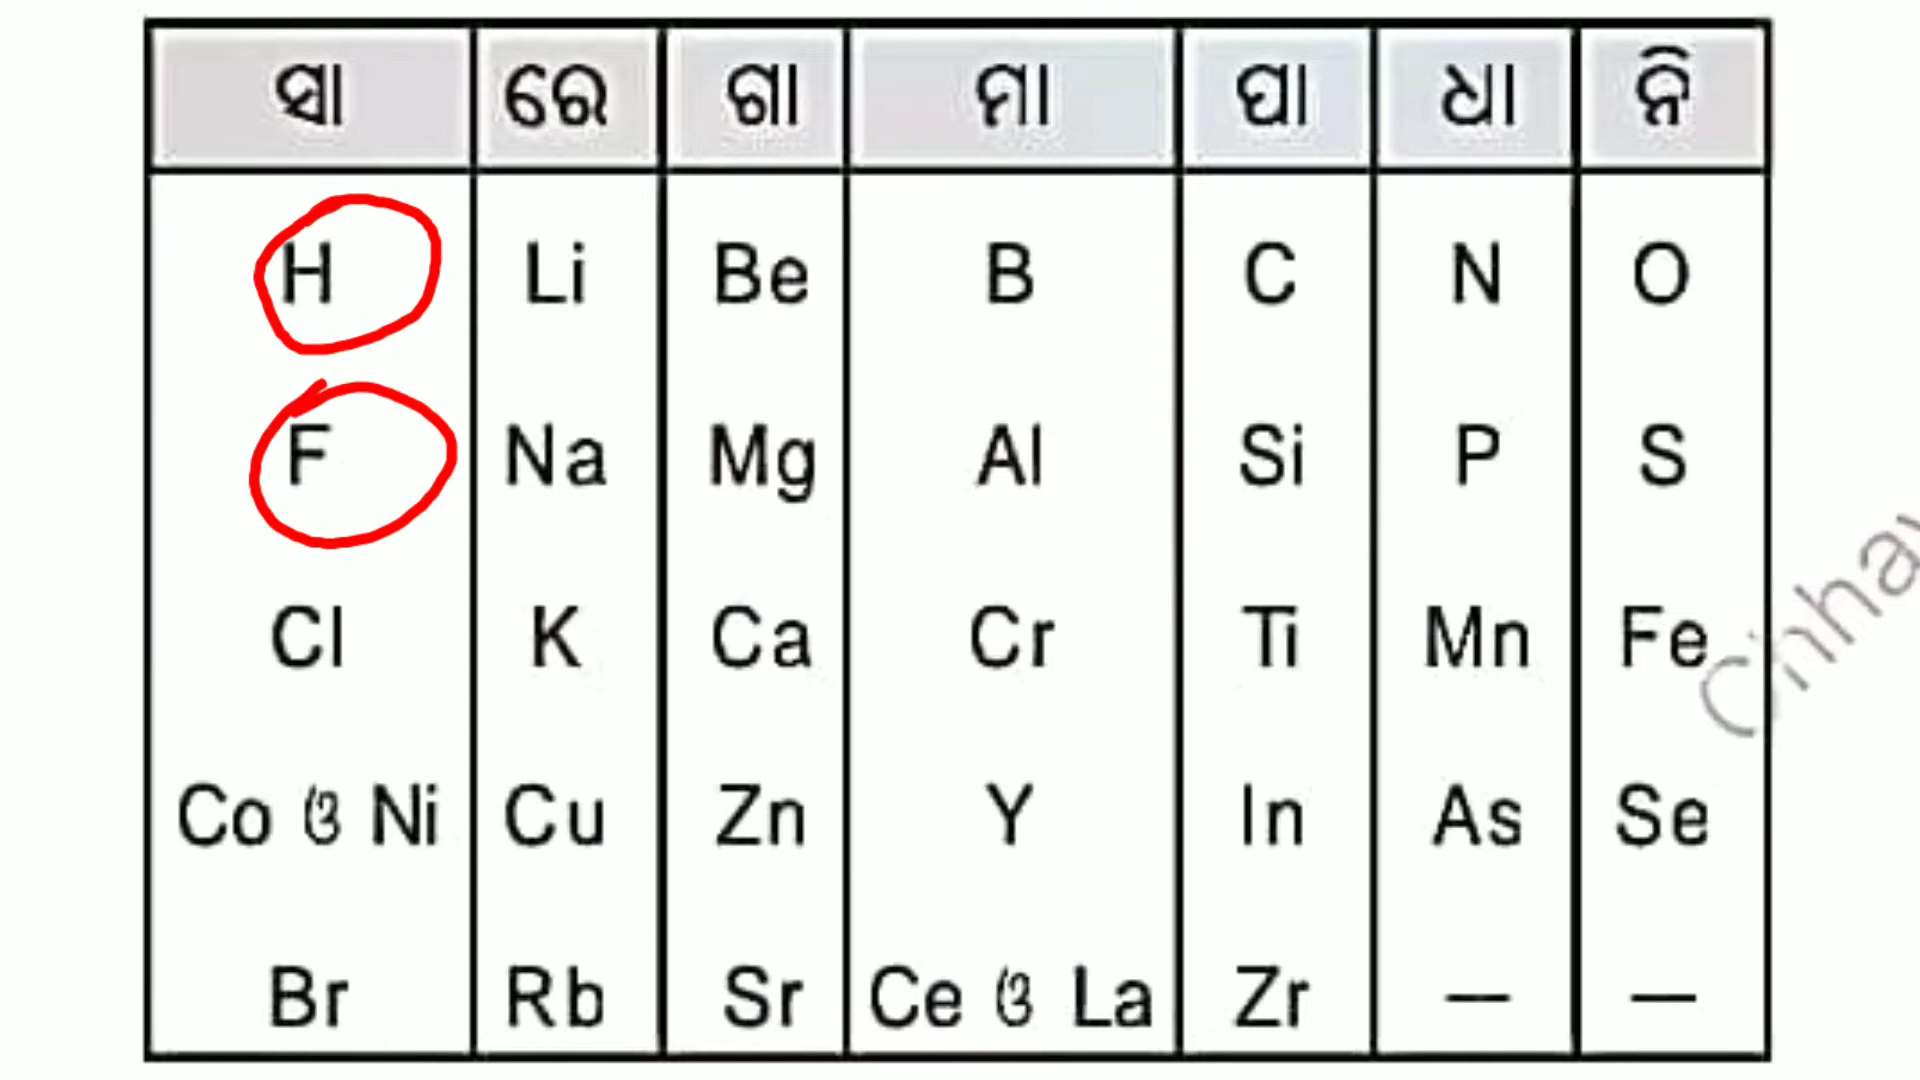 ସା ରେ ଗା ମା ପା ଧା ନି
H Li Be B C N O
F Na Mg Al Si P S
Cl K Ca Cr Ti Mn Fe
Co ଓ Ni Cu Zn Y In As Se
Br Rb Sr Ce ଓ La Zr — —